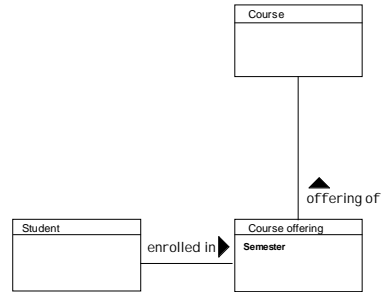 Course
offering of
Student
enrolled in
Course offering
Semester